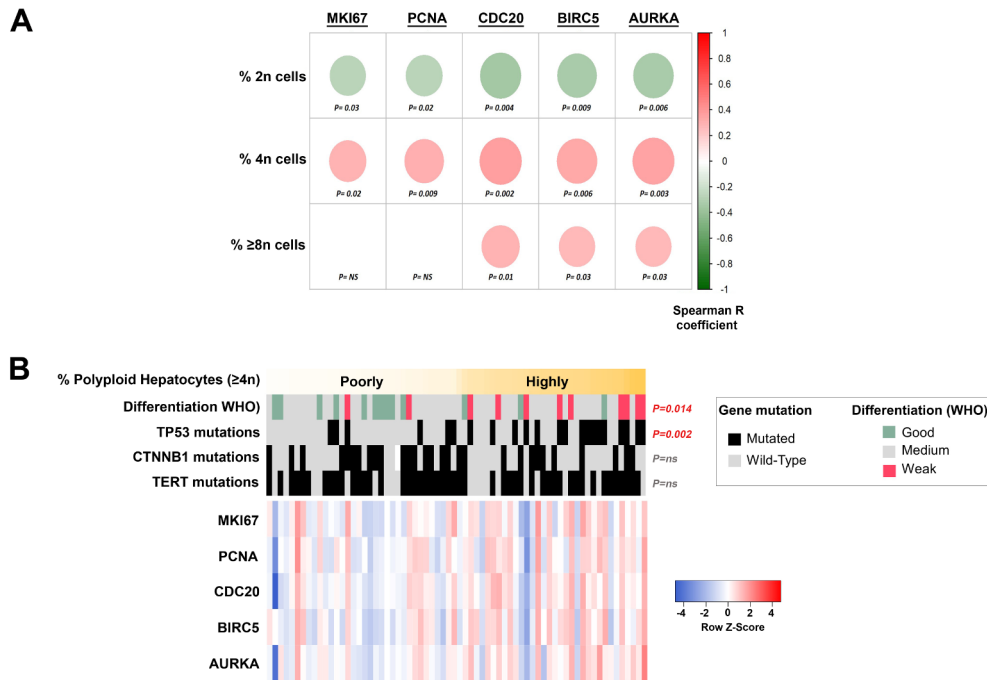 A
MKI67 PCNA CDC20 BIRC5 AURKA
% 2n cells
P= 0.03 P= 0.02 P= 0.004 P= 0.009 P= 0.006
% 4n cells
P= 0.02 P= 0.009 P= 0.002 P= 0.006 P= 0.003
% ≥8n cells
P= NS P= NS P= 0.01 P= 0.03 P= 0.03
1
0.8
0.6
0.4
0.2
0
-0.2
-0.4
-0.6
-0.8
-1
Spearman R
coefficient
B
% Polyploid Hepatocytes (≥4n) Poorly Highly
Differentiation WHO) P=0.014
TP53 mutations P=0.002
CTNNB1 mutations P=ns
TERT mutations P=ns
Gene mutation
Mutated
Wild-Type
Differentiation (WHO)
Good
Medium
Weak
MKI67
PCNA
CDC20
BIRC5
AURKA
-4 -2 0 2 4
Row Z-Score